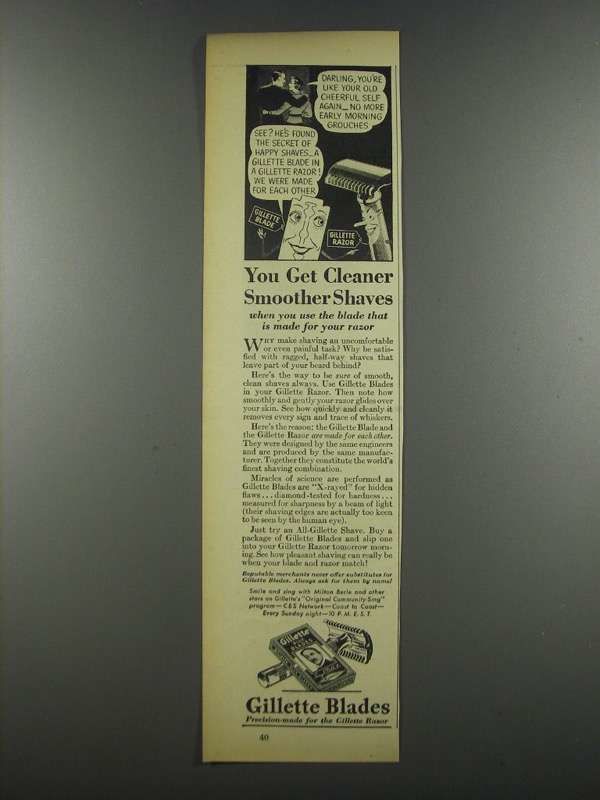 DARLING, YOU'RE
LIKE YOUR OLD
CHEERFUL SELF
AGAIN_ NO MORE
EARLY MORNING
GROUCHES
SEE? HE'S FOUND
THE SECRET OF
HAPPY SHAVES_A
GILLETTE BLADE IN
A GILLETTE RAZOR!
WE WERE MADE
FOR EACH OTHER
GILLETTE
BLADE
GILLETTE
RAZOR
You Get Cleaner
Smoother Shaves
when you use the blade that
is made for your razor
WHY make shaving an uncomfortable
or even painful task? Why be satis-
fied with ragged, half-way shaves that
leave part of your beard behind?
Here's the way to be sure of smooth,
clean shaves always. Use Gillette Blades
in your Gillette Razor. Then note how
smoothly and gently your razor glides over
your skin. See how quickly and cleanly it
removes every sign and trace of whiskers.
Here's the reason: the Gillette Blade and
the Gillette Razor are made for each other.
They were designed by the same engineers
and are produced by the same manufac-
turer. Together they constitute the world's
finest shaving combination.
Miracles of science are performed as
Gillette Blades are "X-rayed" for hidden
flaws...diamond-tested for hardness...
measured for sharpness by a beam of light
(their shaving edges are actually too keen
to be seen by the human eye).
Just try an All-Gillette Shave. Buy a
package of Gillette Blades and slip one
into your Gillette Razor tomorrow morn-
ing. See how pleasant shaving can really be
when your blade and razor match!
Reputable merchants never offer substitutes for
Gillette Blades. Always ask for them by name!
Smile and sing with Milton Berle and other
stars on Gillette's "Original Community Sing"
program—CBS Network—Coast to Coast—
Every Sunday night—10 P. M. E. S. T.
Gillette
BLADES
Gillette Blades
Precision-made for the Gillette Razor
40